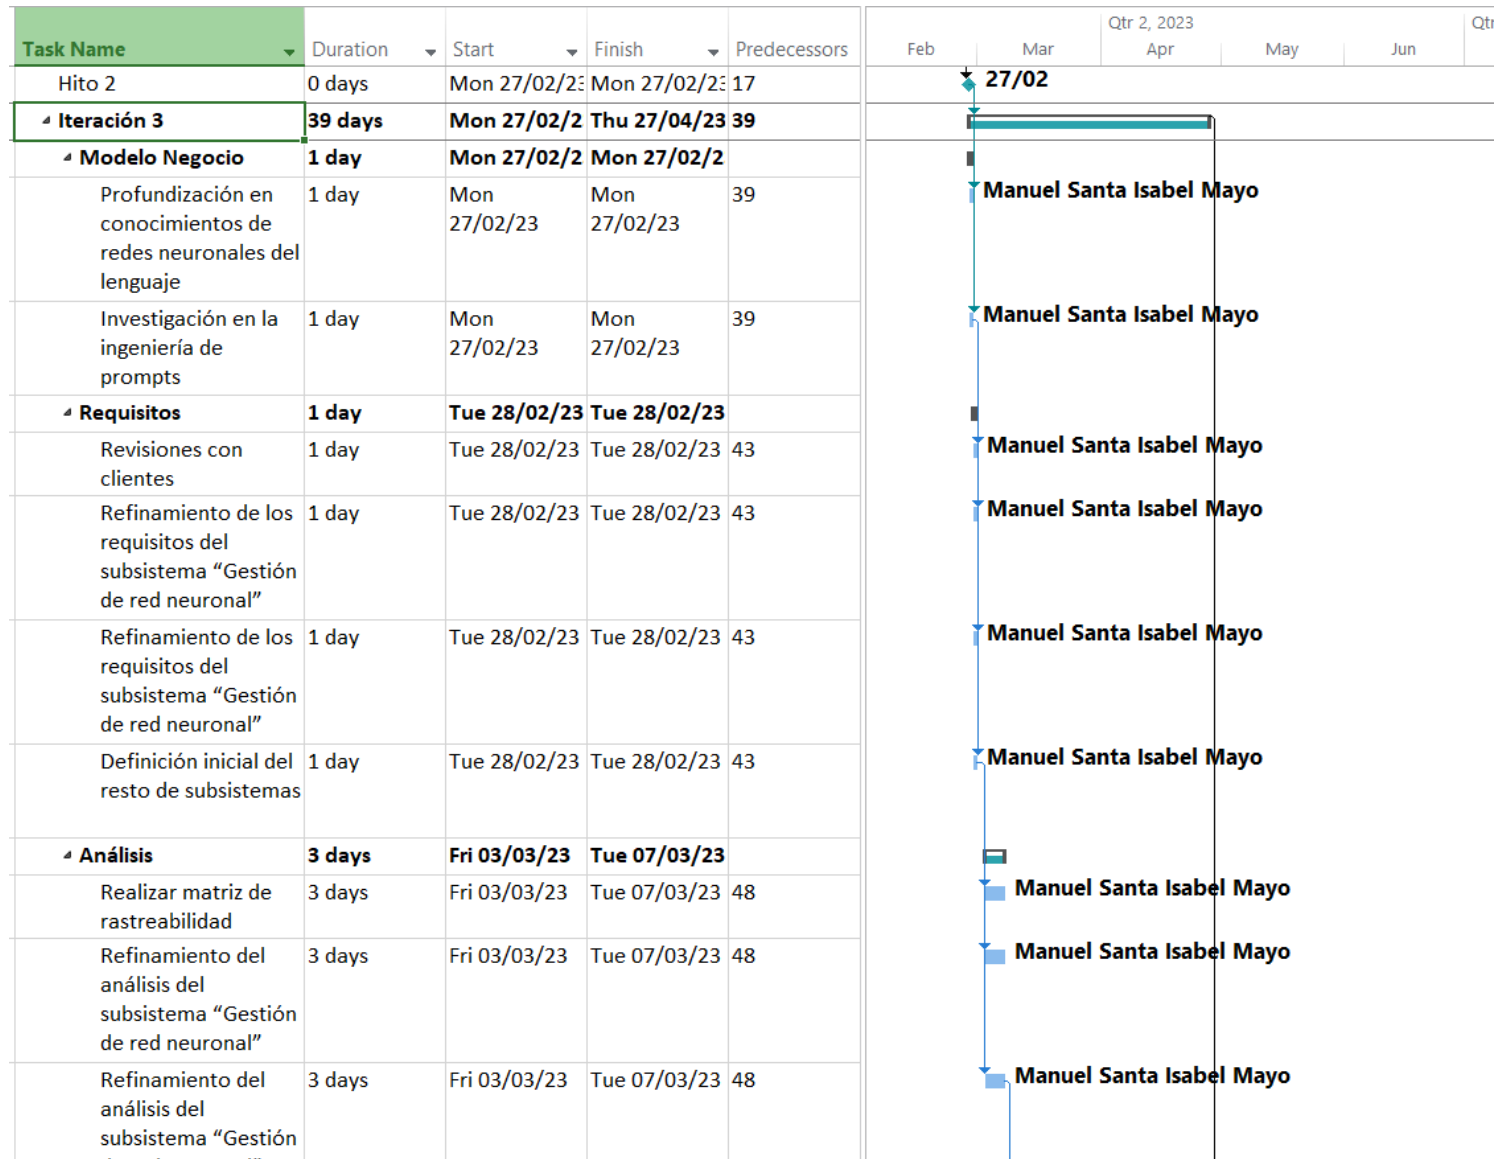 Qtr 2, 2023
Qtr
Task Name Duration Start Finish Predecessors Feb Mar Apr May Jun
Hito 2 0 days Mon 27/02/23 Mon 27/02/23 17 27/02
Iteración 3 39 days Mon 27/02/2 Thu 27/04/23 39
Modelo Negocio 1 day Mon 27/02/2 Mon 27/02/2
Profundización en 1 day Mon Mon 39 Manuel Santa Isabel Mayo
conocimientos de 27/02/23 27/02/23
redes neuronales del
lenguaje
Investigación en la 1 day Mon Mon 39 Manuel Santa Isabel Mayo
ingeniería de 27/02/23 27/02/23
prompts
Requisitos 1 day Tue 28/02/23 Tue 28/02/23
Revisiones con 1 day Tue 28/02/23 Tue 28/02/23 43 Manuel Santa Isabel Mayo
clientes
Refinamiento de los 1 day Tue 28/02/23 Tue 28/02/23 43 Manuel Santa Isabel Mayo
requisitos del
subsistema “Gestión
de red neuronal”
Refinamiento de los 1 day Tue 28/02/23 Tue 28/02/23 43 Manuel Santa Isabel Mayo
requisitos del
subsistema “Gestión
de red neuronal”
Definición inicial del 1 day Tue 28/02/23 Tue 28/02/23 43 Manuel Santa Isabel Mayo
resto de subsistemas
Análisis 3 days Fri 03/03/23 Tue 07/03/23
Realizar matriz de 3 days Fri 03/03/23 Tue 07/03/23 48 Manuel Santa Isabel Mayo
rastreabilidad
Refinamiento del 3 days Fri 03/03/23 Tue 07/03/23 48 Manuel Santa Isabel Mayo
análisis del
subsistema “Gestión
de red neuronal”
Refinamiento del 3 days Fri 03/03/23 Tue 07/03/23 48 Manuel Santa Isabel Mayo
análisis del
subsistema “Gestión